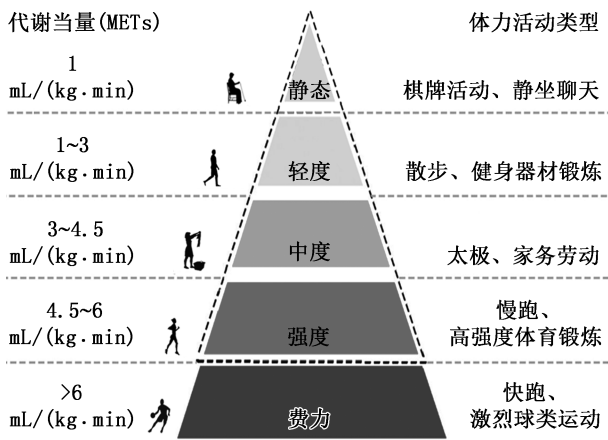 代谢当量(METs)
体力活动类型
1
mL/(kg·min)
静态
棋牌活动、静坐聊天
1~3
mL/(kg·min)
轻度
散步、健身器材锻炼
3~4.5
mL/(kg·min)
中度
太极、家务劳动
4.5~6
mL/(kg·min)
强度
慢跑、
高强度体育锻炼
>6
mL/(kg·min)
费力
快跑、
激烈球类运动